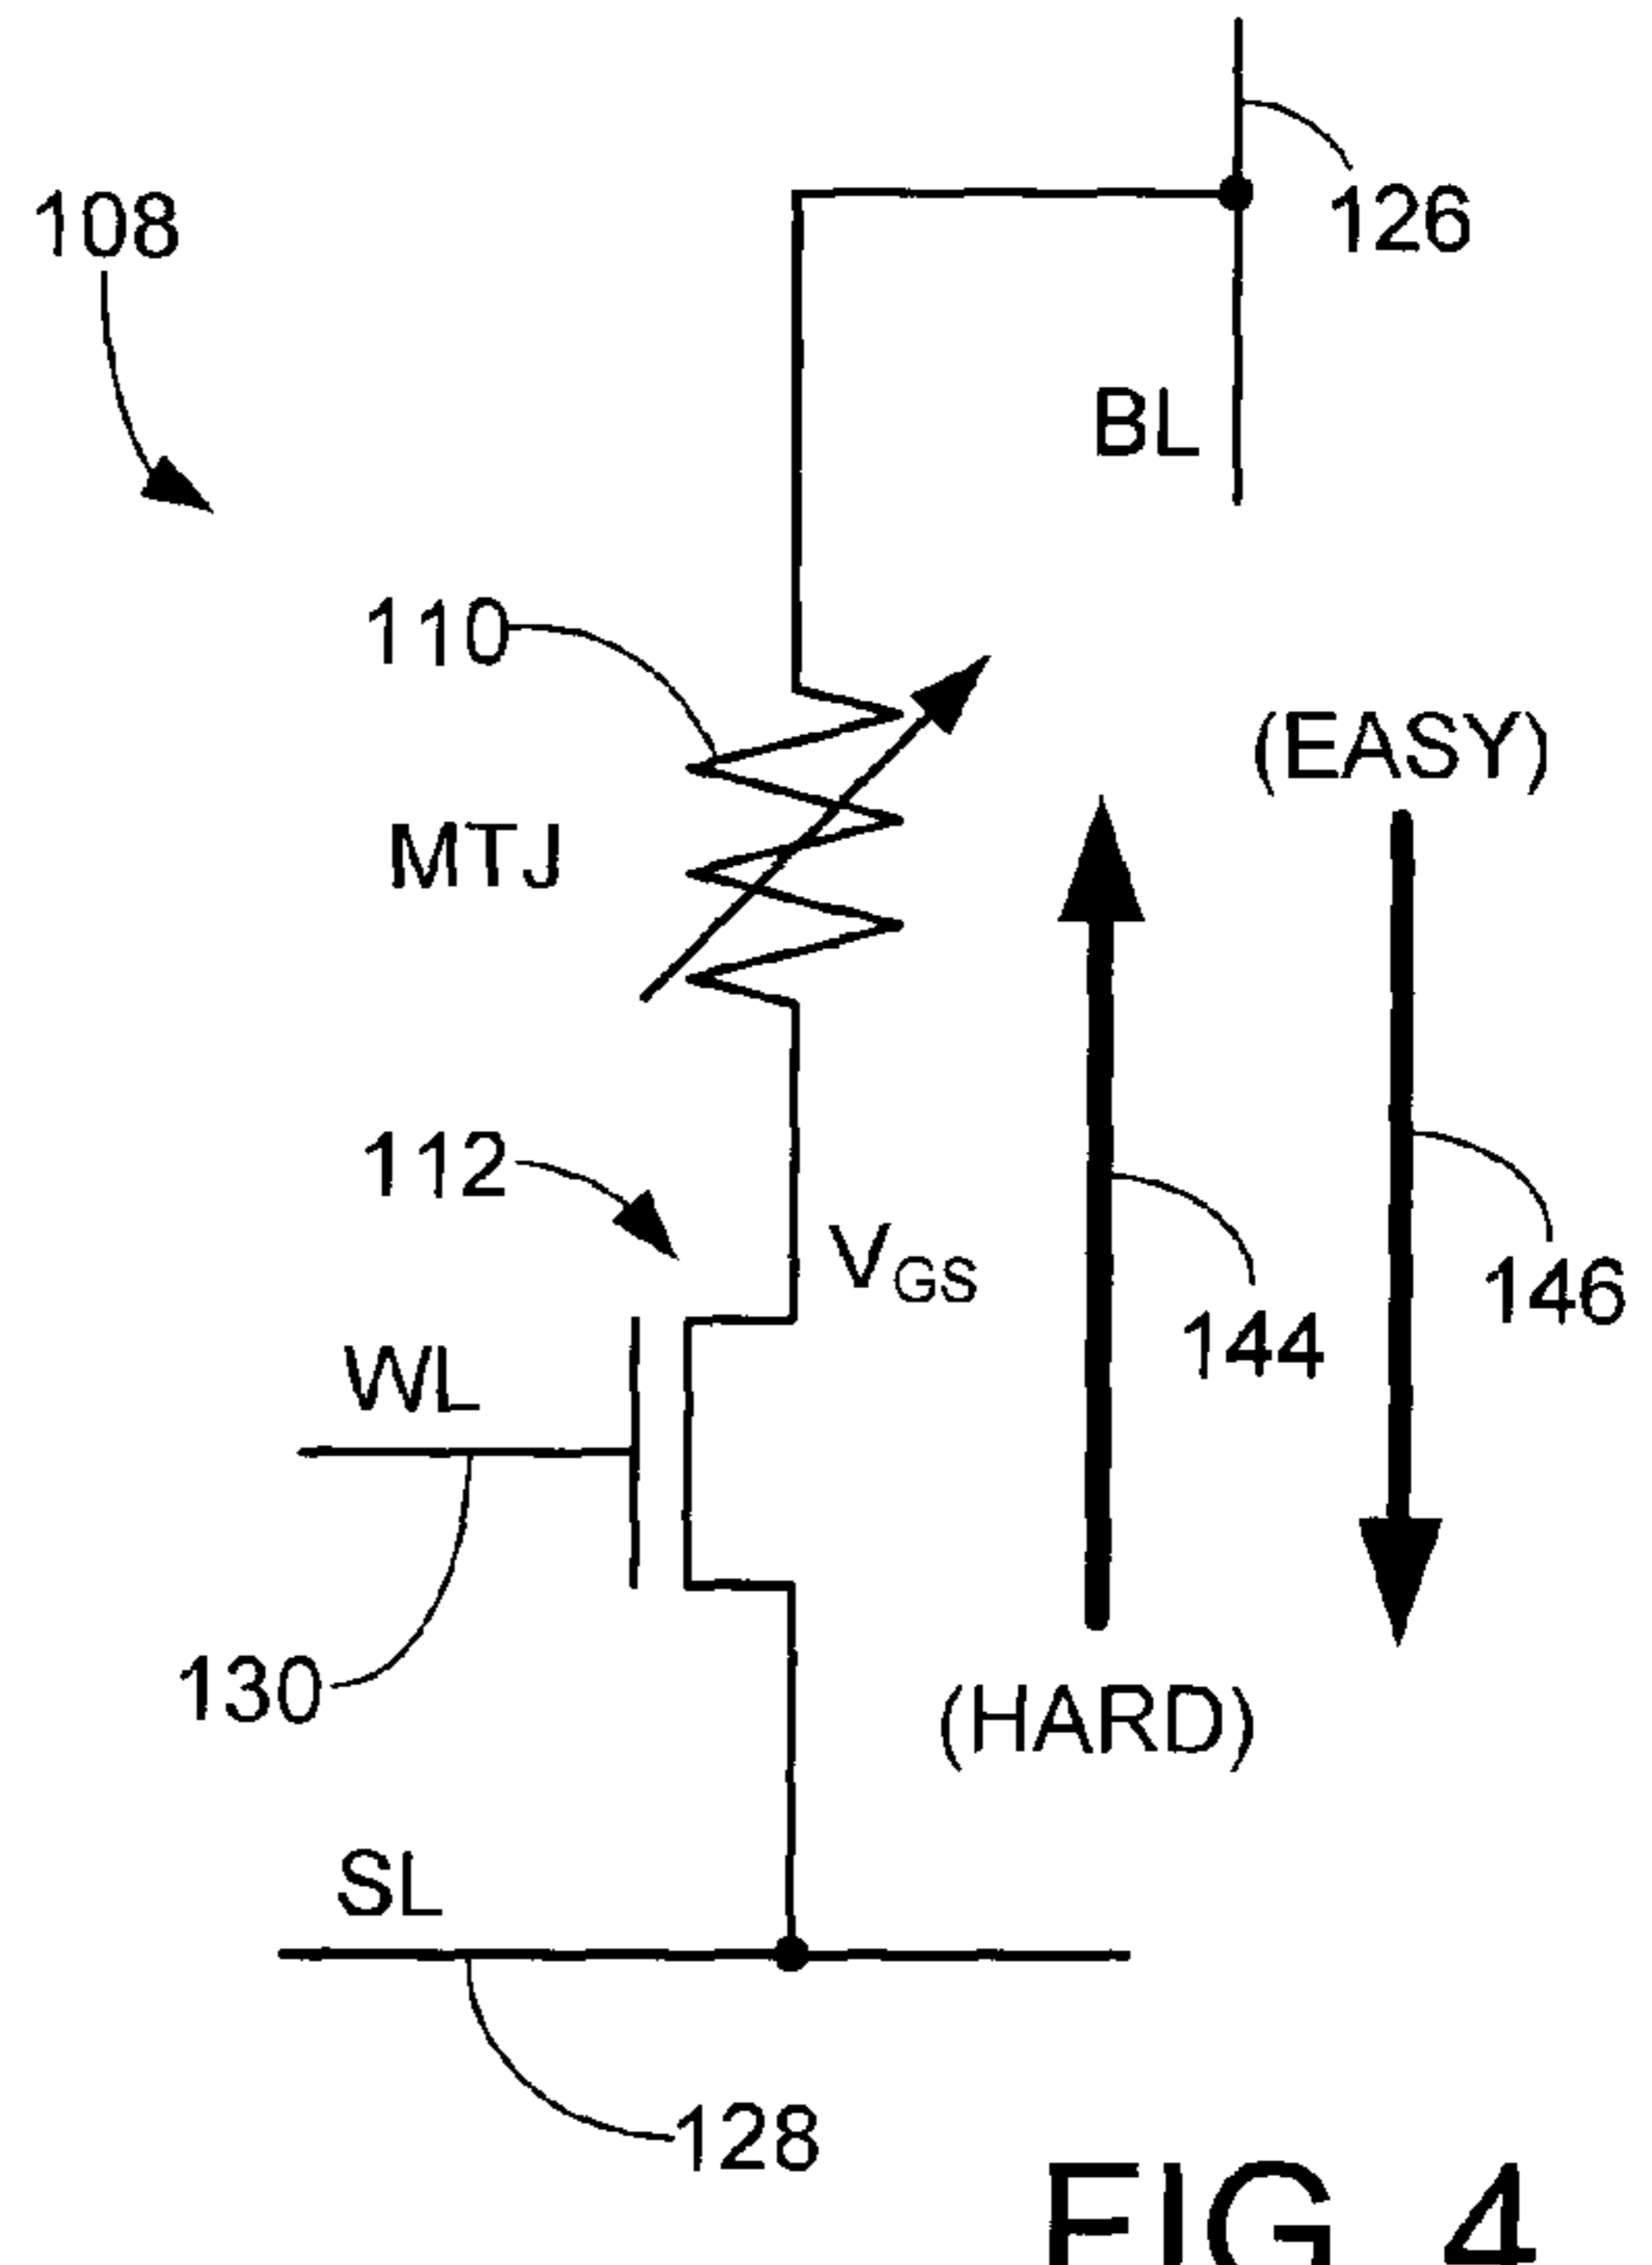 126
108
BL
110
(EASY)
MTJ
112
VGS
146
144
WL
130
(HARD)
SL
128
FIG. 4